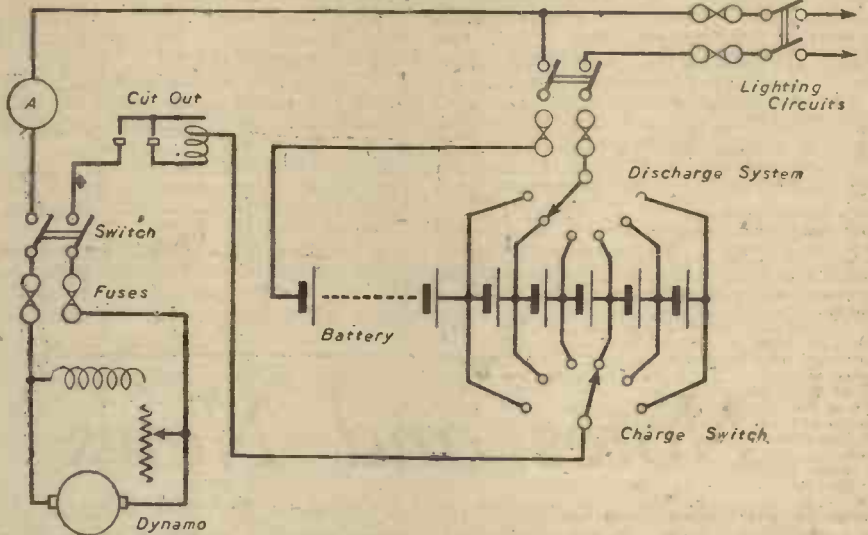 A
Cut Out
Lighting
Circuits
Discharge System
Switch
Fuses
Battery
Charge Switch
Dynamo